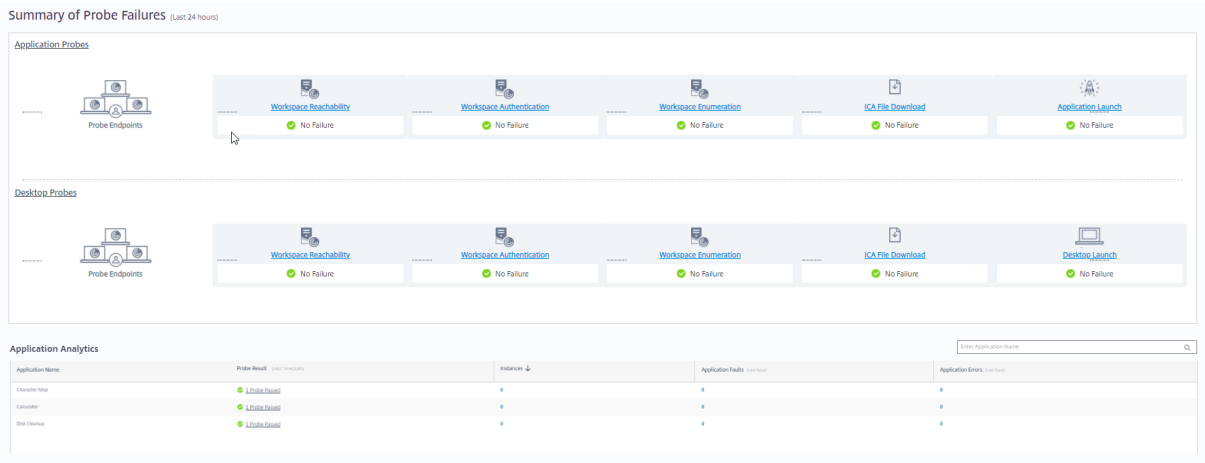 Summary of Probe Failures (Last 24 hours)
Application Probes
Probe Endpoints
Workspace Reachability
No Failure
Workspace Authentication
No Failure
Workspace Enumeration
No Failure
ICA File Download
No Failure
Application Launch
No Failure
Desktop Probes
Probe Endpoints
Workspace Reachability
No Failure
Workspace Authentication
No Failure
Workspace Enumeration
No Failure
ICA File Download
No Failure
Desktop Launch
No Failure
Application Analytics
Enter Application Name
Application Name Probe Result Instances Application Faults (Last Hour) Application Errors (Last Hour)
Character Map 1 Probe Passed 0 0 0
Calculator 1 Probe Passed 0 0 0
Disk Cleanup 1 Probe Passed 0 0 0